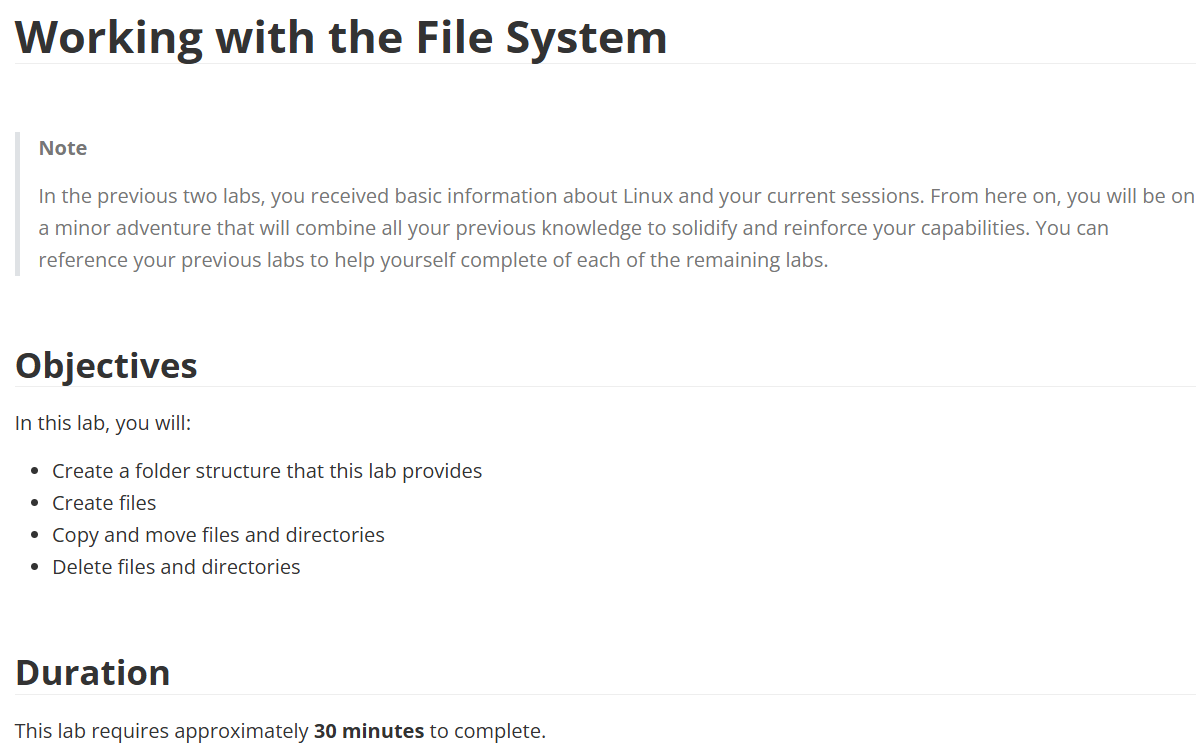 Working with the File System
Note
In the previous two labs, you received basic information about Linux and your current sessions. From here on, you will be on
a minor adventure that will combine all your previous knowledge to solidify and reinforce your capabilities. You can
reference your previous labs to help yourself complete of each of the remaining labs.
Objectives
In this lab, you will:
• Create a folder structure that this lab provides
• Create files
• Copy and move files and directories
• Delete files and directories
Duration
This lab requires approximately 30 minutes to complete.